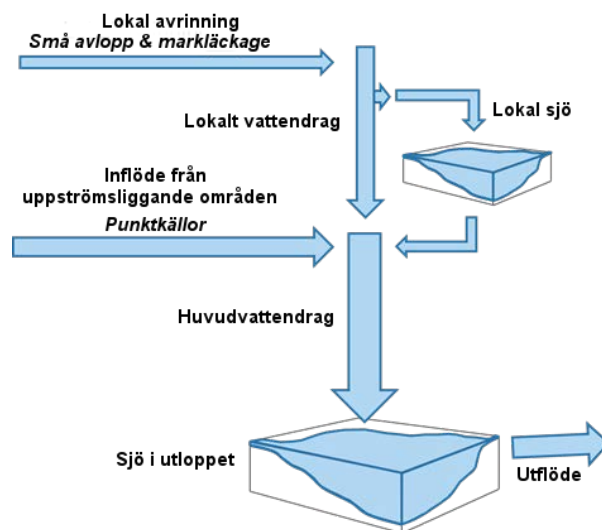 Lokal avrinning
Små avlopp & markläckage
Lokalt vattendrag
Lokal sjö
Inflöde från
uppströmsliggande områden
Punktkällor
Huvudvattendrag
Sjö i utloppet
Utflöde